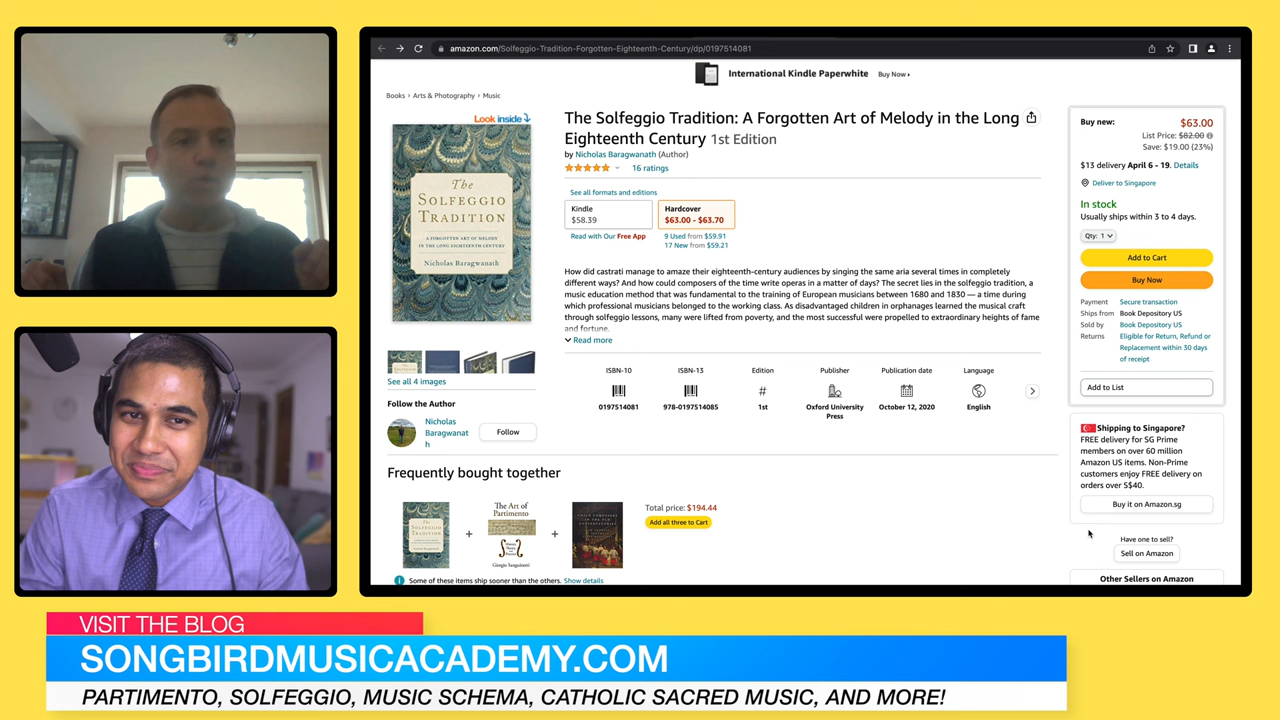 amazon.com/Solfeggio-Tradition-Forgotten-Eighteenth-Century/dp/0197514081
International Kindle Paperwhite Buy Now ›
Books › Arts & Photography › Music
Look inside
The
SOLFEGGIO
TRADITION
A FORGOTTEN ART OF MELODY
IN THE LONG EIGHTEENTH CENTURY
Nicholas Baragwanath
See all 4 images
Follow the Author
Nicholas
Baragwanat
h
Follow
The Solfeggio Tradition: A Forgotten Art of Melody in the Long
Eighteenth Century 1st Edition
by Nicholas Baragwanath (Author)
16 ratings
See all formats and editions
Kindle
$58.39
Read with Our Free App
Hardcover
$63.00 - $63.70
9 Used from $59.91
17 New from $59.21
How did castrati manage to amaze their eighteenth-century audiences by singing the same aria several times in completely
different ways? And how could composers of the time write operas in a matter of days? The secret lies in the solfeggio tradition, a
music education method that was fundamental to the training of European musicians between 1680 and 1830 — a time during
which professional musicians belonged to the working class. As disadvantaged children in orphanages learned the musical craft
through solfeggio lessons, many were lifted from poverty, and the most successful were propelled to extraordinary heights of fame
and fortune.
Read more
ISBN-10
0197514081
ISBN-13
978-0197514085
Edition
#
1st
Publisher
Oxford University
Press
Publication date
October 12, 2020
Language
English
Buy new:
$63.00
List Price: $82.00
Save: $19.00 (23%)
$13 delivery April 6 - 19. Details
Deliver to Singapore
In stock
Usually ships within 3 to 4 days.
Qty: 1
Add to Cart
Buy Now
Payment Secure transaction
Ships from Book Depository US
Sold by Book Depository US
Returns Eligible for Return, Refund or
Replacement within 30 days
of receipt
Add to List
Shipping to Singapore?
FREE delivery for SG Prime
members on over 60 million
Amazon US items. Non-Prime
customers enjoy FREE delivery on
orders over S$40.
Buy it on Amazon.sg
Have one to sell?
Sell on Amazon
Other Sellers on Amazon
Frequently bought together
The
SOLFEGGIO
TRADITION
+
The Art of
Partimento
Giorgio Sanguinetti
+
Total price: $194.44
Add all three to Cart
Some of these items ship sooner than the others. Show details
VISIT THE BLOG
SONGBIRDMUSICACADEMY.COM
PARTIMENTO, SOLFEGGIO, MUSIC SCHEMA, CATHOLIC SACRED MUSIC, AND MORE!